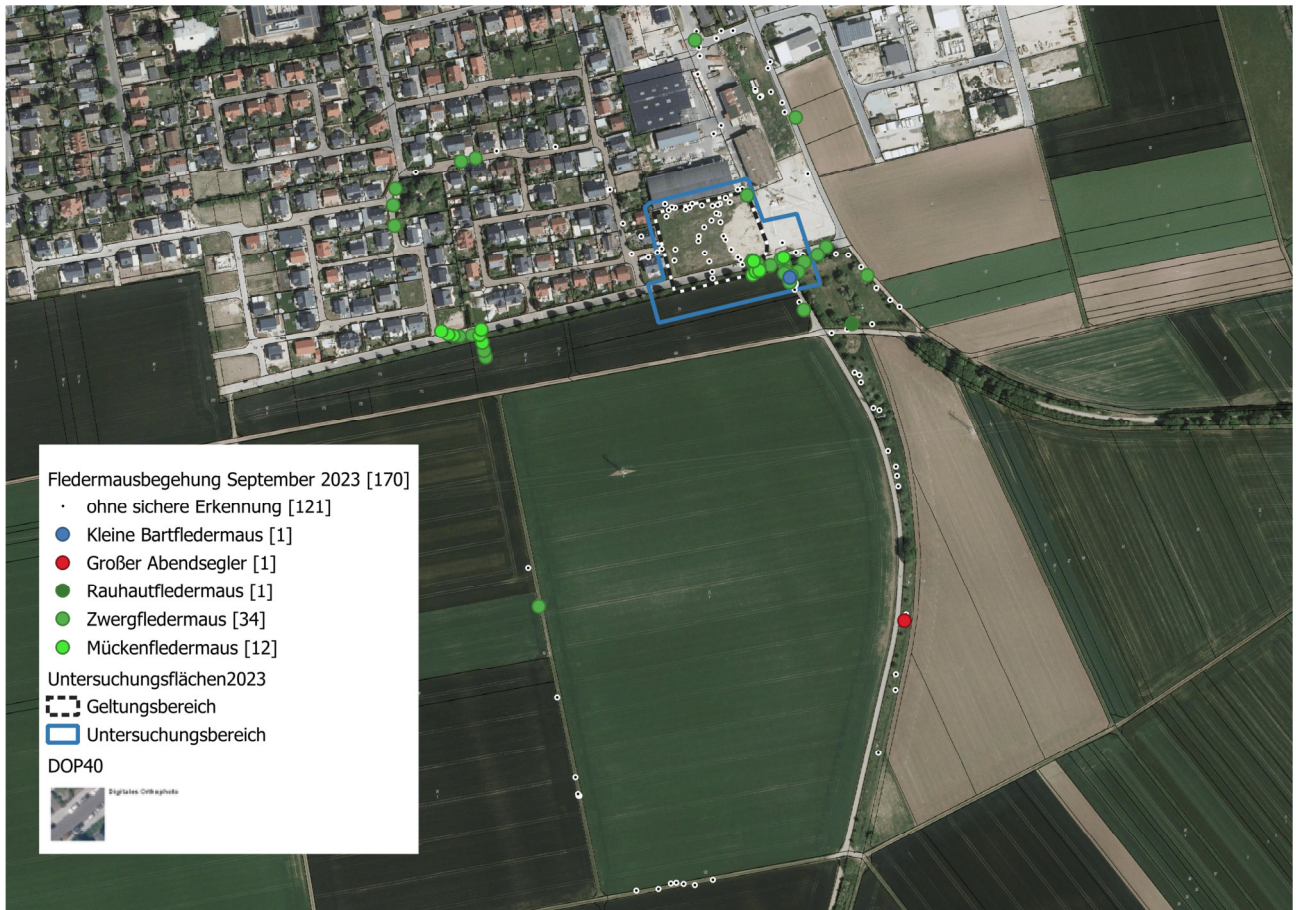 Fledermausbegehung September 2023 [170]
ohne sichere Erkennung [121]
Kleine Bartfledermaus [1]
Großer Abendsegler [1]
Rauhautfledermaus [1]
Zwergfledermaus [34]
Mückenfledermaus [12]
Untersuchungsflächen2023
Geltungsbereich
Untersuchungsbereich
DOP40
Digitales Orthophoto